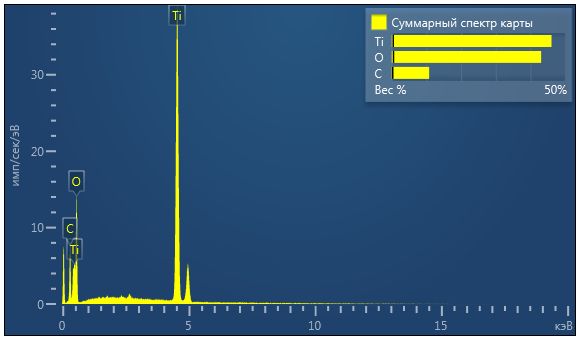 Суммарный спектр карты
Ti
O
C
Вес % 50%
Ti
O
C
Ti
имп/сек/эВ
30
20
10
0
0 5 10 15 кэВ